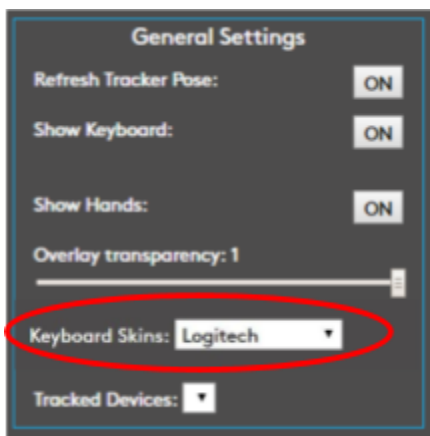 General Settings
Refresh Tracker Pose: ON
Show Keyboard: ON
Show Hands: ON
Overlay transparency: 1
Keyboard Skins: Logitech
Tracked Devices: